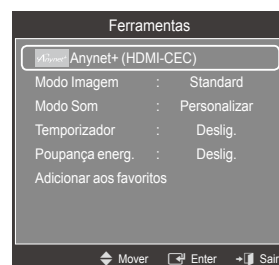 Ferramentas
Anynet+ Anynet+ (HDMI-CEC)
Modo Imagem : Standard
Modo Som : Personalizar
Temporizador : Deslig.
Poupança energ. : Deslig.
Adicionar aos favoritos
Mover Enter Sair